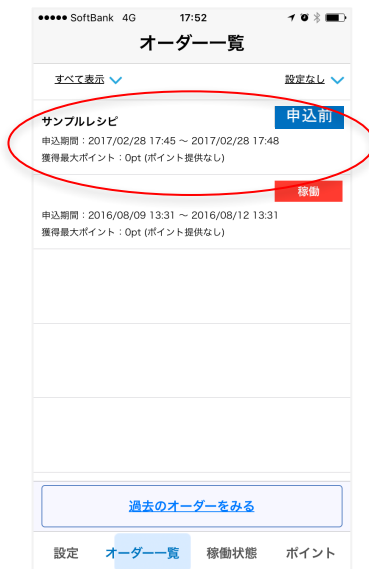 SoftBank 4G 17:52
オーダー一覧
すべて表示 設定なし
サンプルレシピ 申込前
申込期間：2017/02/28 17:45 ～ 2017/02/28 17:48
獲得最大ポイント：0pt (ポイント提供なし)
稼働
申込期間：2016/08/09 13:31 ～ 2016/08/12 13:31
獲得最大ポイント：0pt (ポイント提供なし)
過去のオーダーをみる
設定 オーダー一覧 稼働状態 ポイント